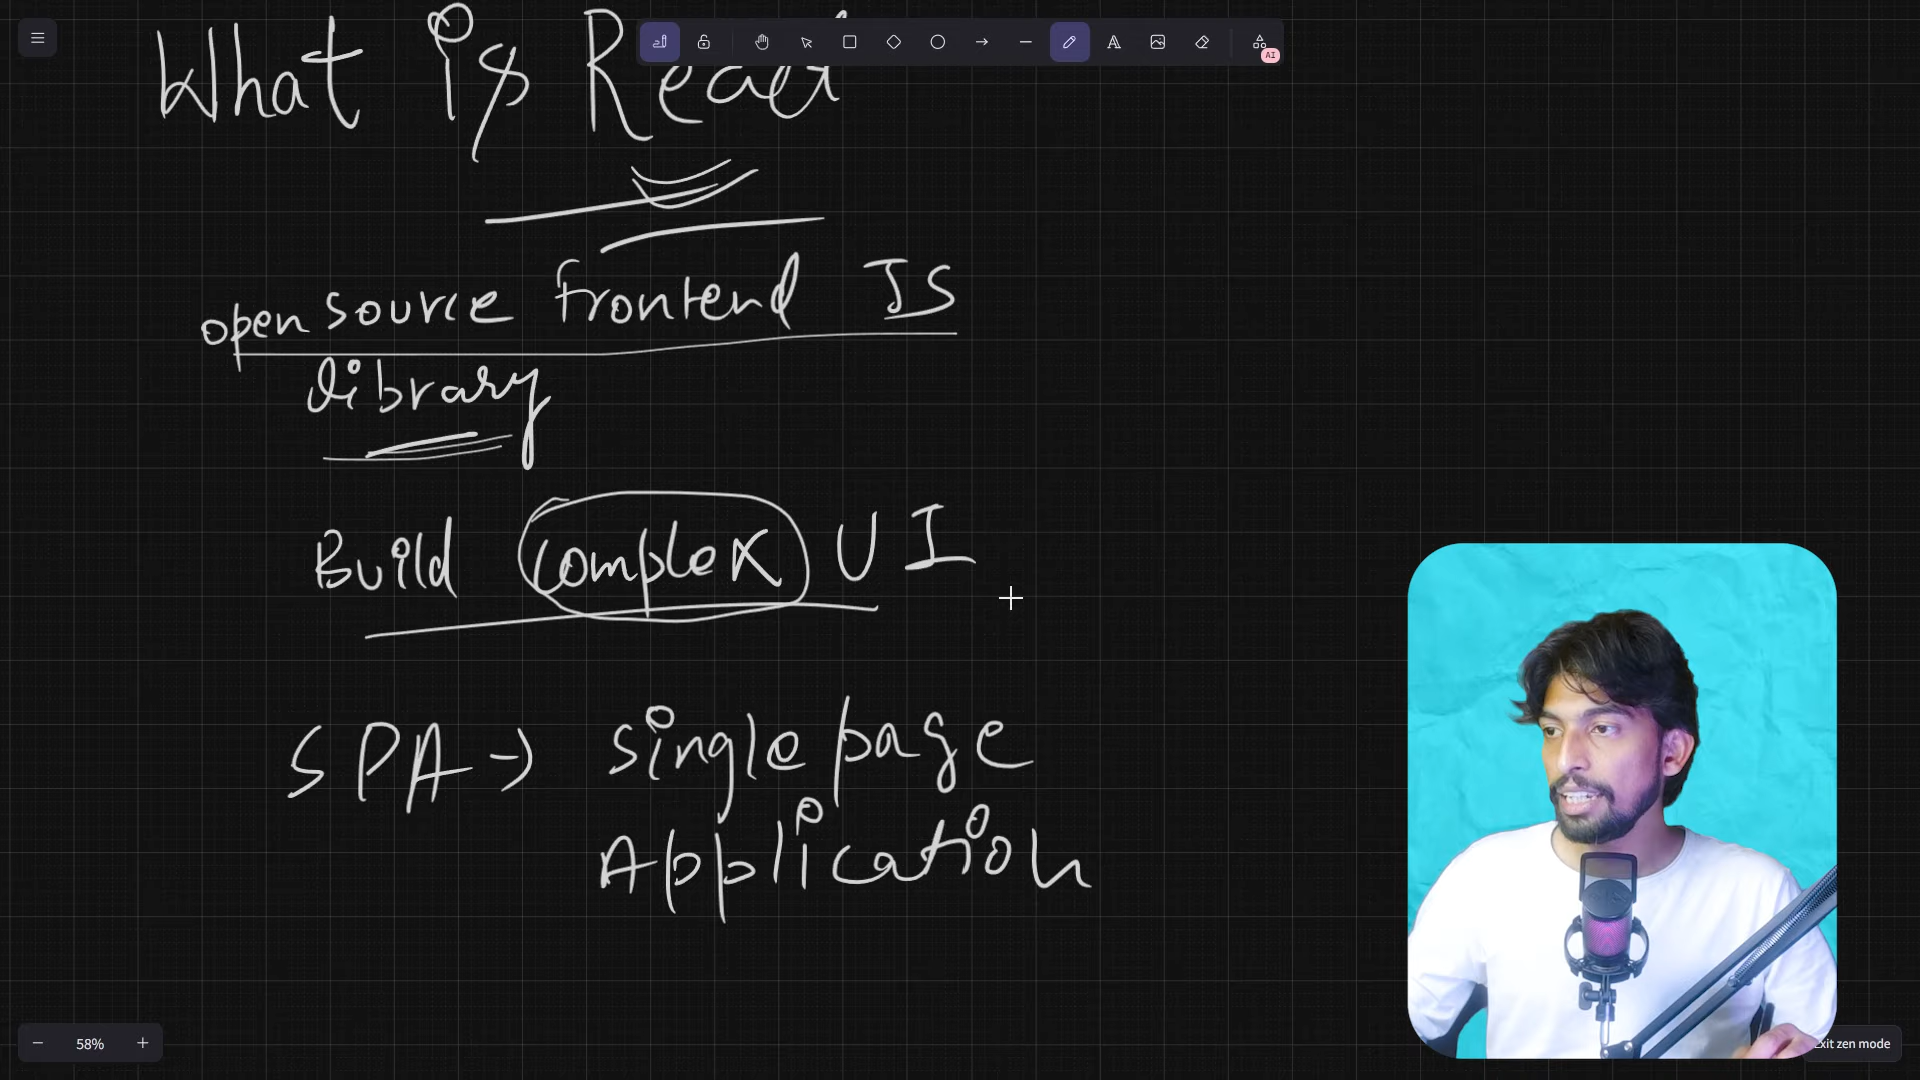 What is React
AI
open source frontend JS
library
Build complex UI
SPA → single page
Application
58%
Exit zen mode